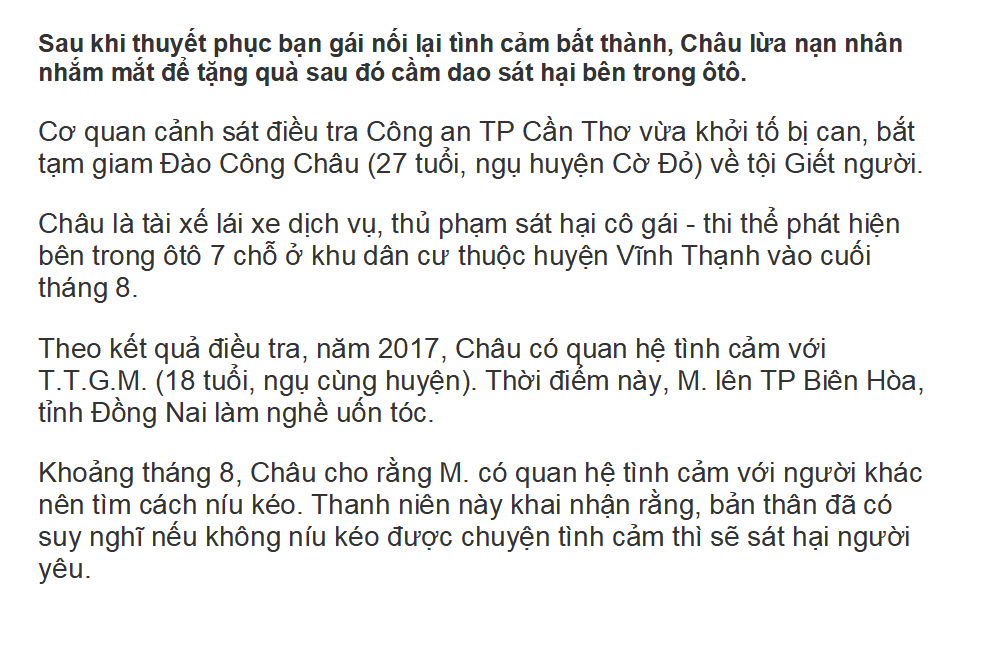 Sau khi thuyết phục bạn gái nối lại tình cảm bất thành, Châu lừa nạn nhân
nhắm mắt để tặng quà sau đó cầm dao sát hại bên trong ôtô.
Cơ quan cảnh sát điều tra Công an TP Cần Thơ vừa khởi tố bị can, bắt
tạm giam Đào Công Châu (27 tuổi, ngụ huyện Cờ Đỏ) về tội Giết người.
Châu là tài xế lái xe dịch vụ, thủ phạm sát hại cô gái - thi thể phát hiện
bên trong ôtô 7 chỗ ở khu dân cư thuộc huyện Vĩnh Thạnh vào cuối
tháng 8.
Theo kết quả điều tra, năm 2017, Châu có quan hệ tình cảm với
T.T.G.M. (18 tuổi, ngụ cùng huyện). Thời điểm này, M. lên TP Biên Hòa,
tỉnh Đồng Nai làm nghề uốn tóc.
Khoảng tháng 8, Châu cho rằng M. có quan hệ tình cảm với người khác
nên tìm cách níu kéo. Thanh niên này khai nhận rằng, bản thân đã có
suy nghĩ nếu không níu kéo được chuyện tình cảm thì sẽ sát hại người
yêu.